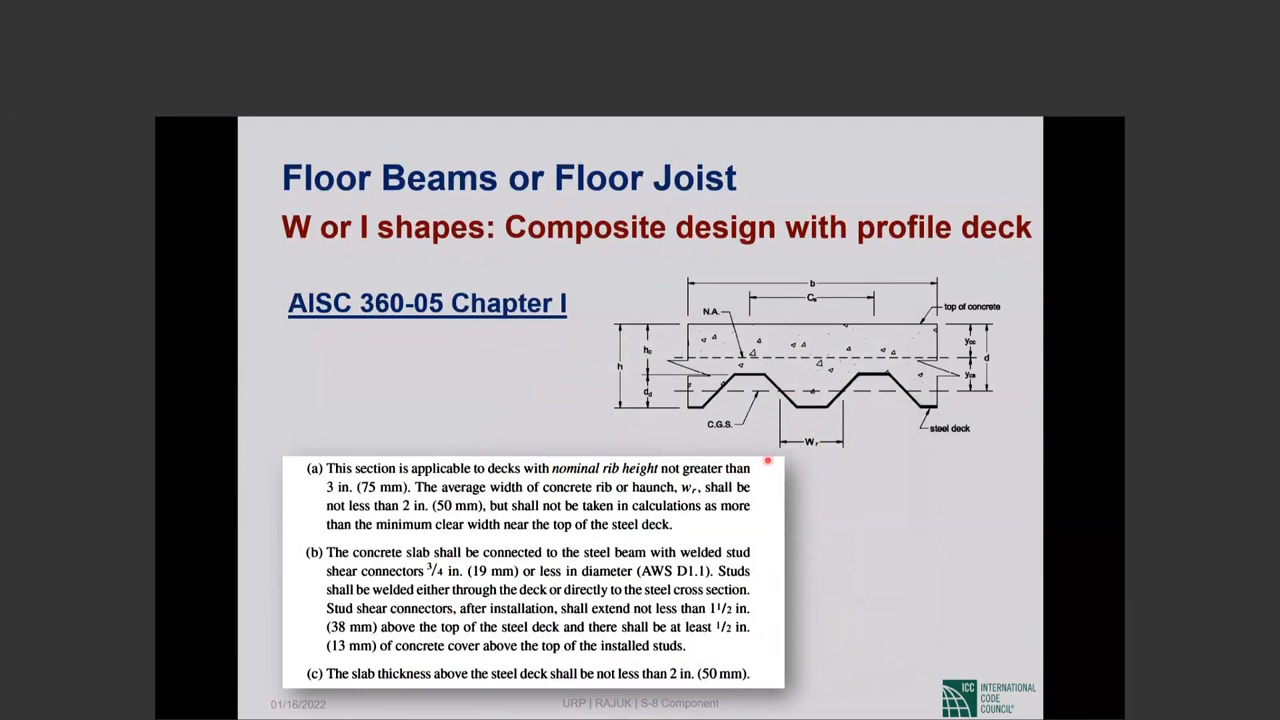 Floor Beams or Floor Joist
W or I shapes: Composite design with profile deck
AISC 360-05 Chapter I
b
Cs
N.A.
top of concrete
h
hc
dd
ycc
ycs
d
C.G.S.
steel deck
Wr
(a) This section is applicable to decks with nominal rib height not greater than
3 in. (75 mm). The average width of concrete rib or haunch, wr, shall be
not less than 2 in. (50 mm), but shall not be taken in calculations as more
than the minimum clear width near the top of the steel deck.
(b) The concrete slab shall be connected to the steel beam with welded stud
shear connectors 3/4 in. (19 mm) or less in diameter (AWS D1.1). Studs
shall be welded either through the deck or directly to the steel cross section.
Stud shear connectors, after installation, shall extend not less than 1 1/2 in.
(38 mm) above the top of the steel deck and there shall be at least 1/2 in.
(13 mm) of concrete cover above the top of the installed studs.
(c) The slab thickness above the steel deck shall be not less than 2 in. (50 mm).
01/16/2022
URP | RAJUK | S-8 Component
ICC
INTERNATIONAL
CODE
COUNCIL®